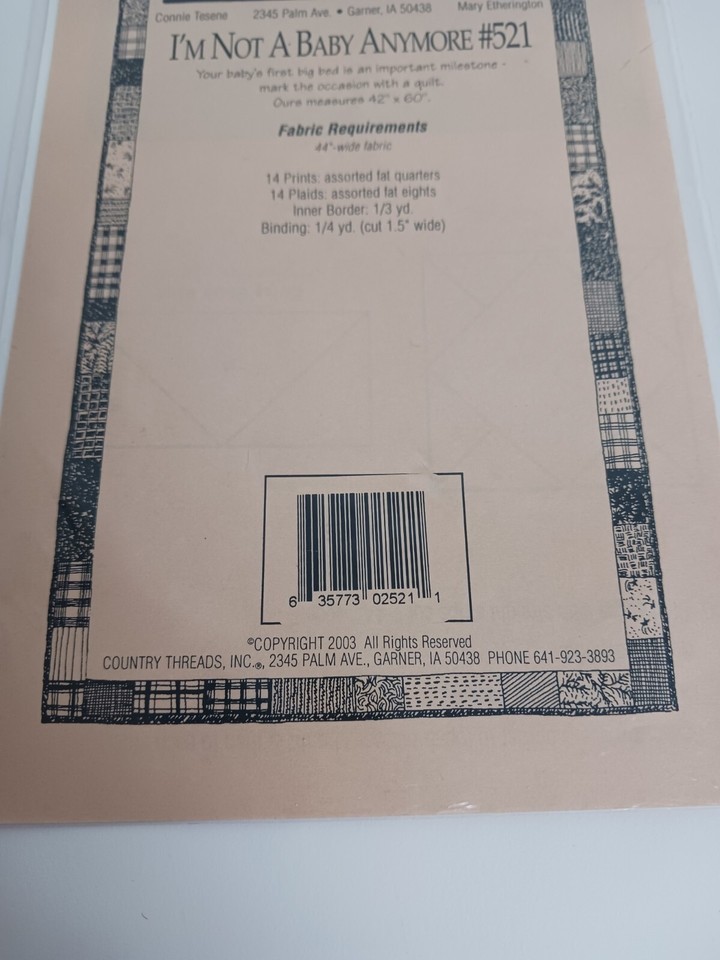 Connie Tesene 2345 Palm Ave. • Garner, IA 50438 Mary Etherington
I'M NOT A BABY ANYMORE #521
Your baby's first big bed is an important milestone -
mark the occasion with a quilt.
Ours measures 42" x 60".
Fabric Requirements
44"-wide fabric
14 Prints: assorted fat quarters
14 Plaids: assorted fat eights
Inner Border: 1/3 yd.
Binding: 1/4 yd. (cut 1.5" wide)
6 35773 02521 1
©COPYRIGHT 2003 All Rights Reserved
COUNTRY THREADS, INC.®, 2345 PALM AVE., GARNER, IA 50438 PHONE 641-923-3893